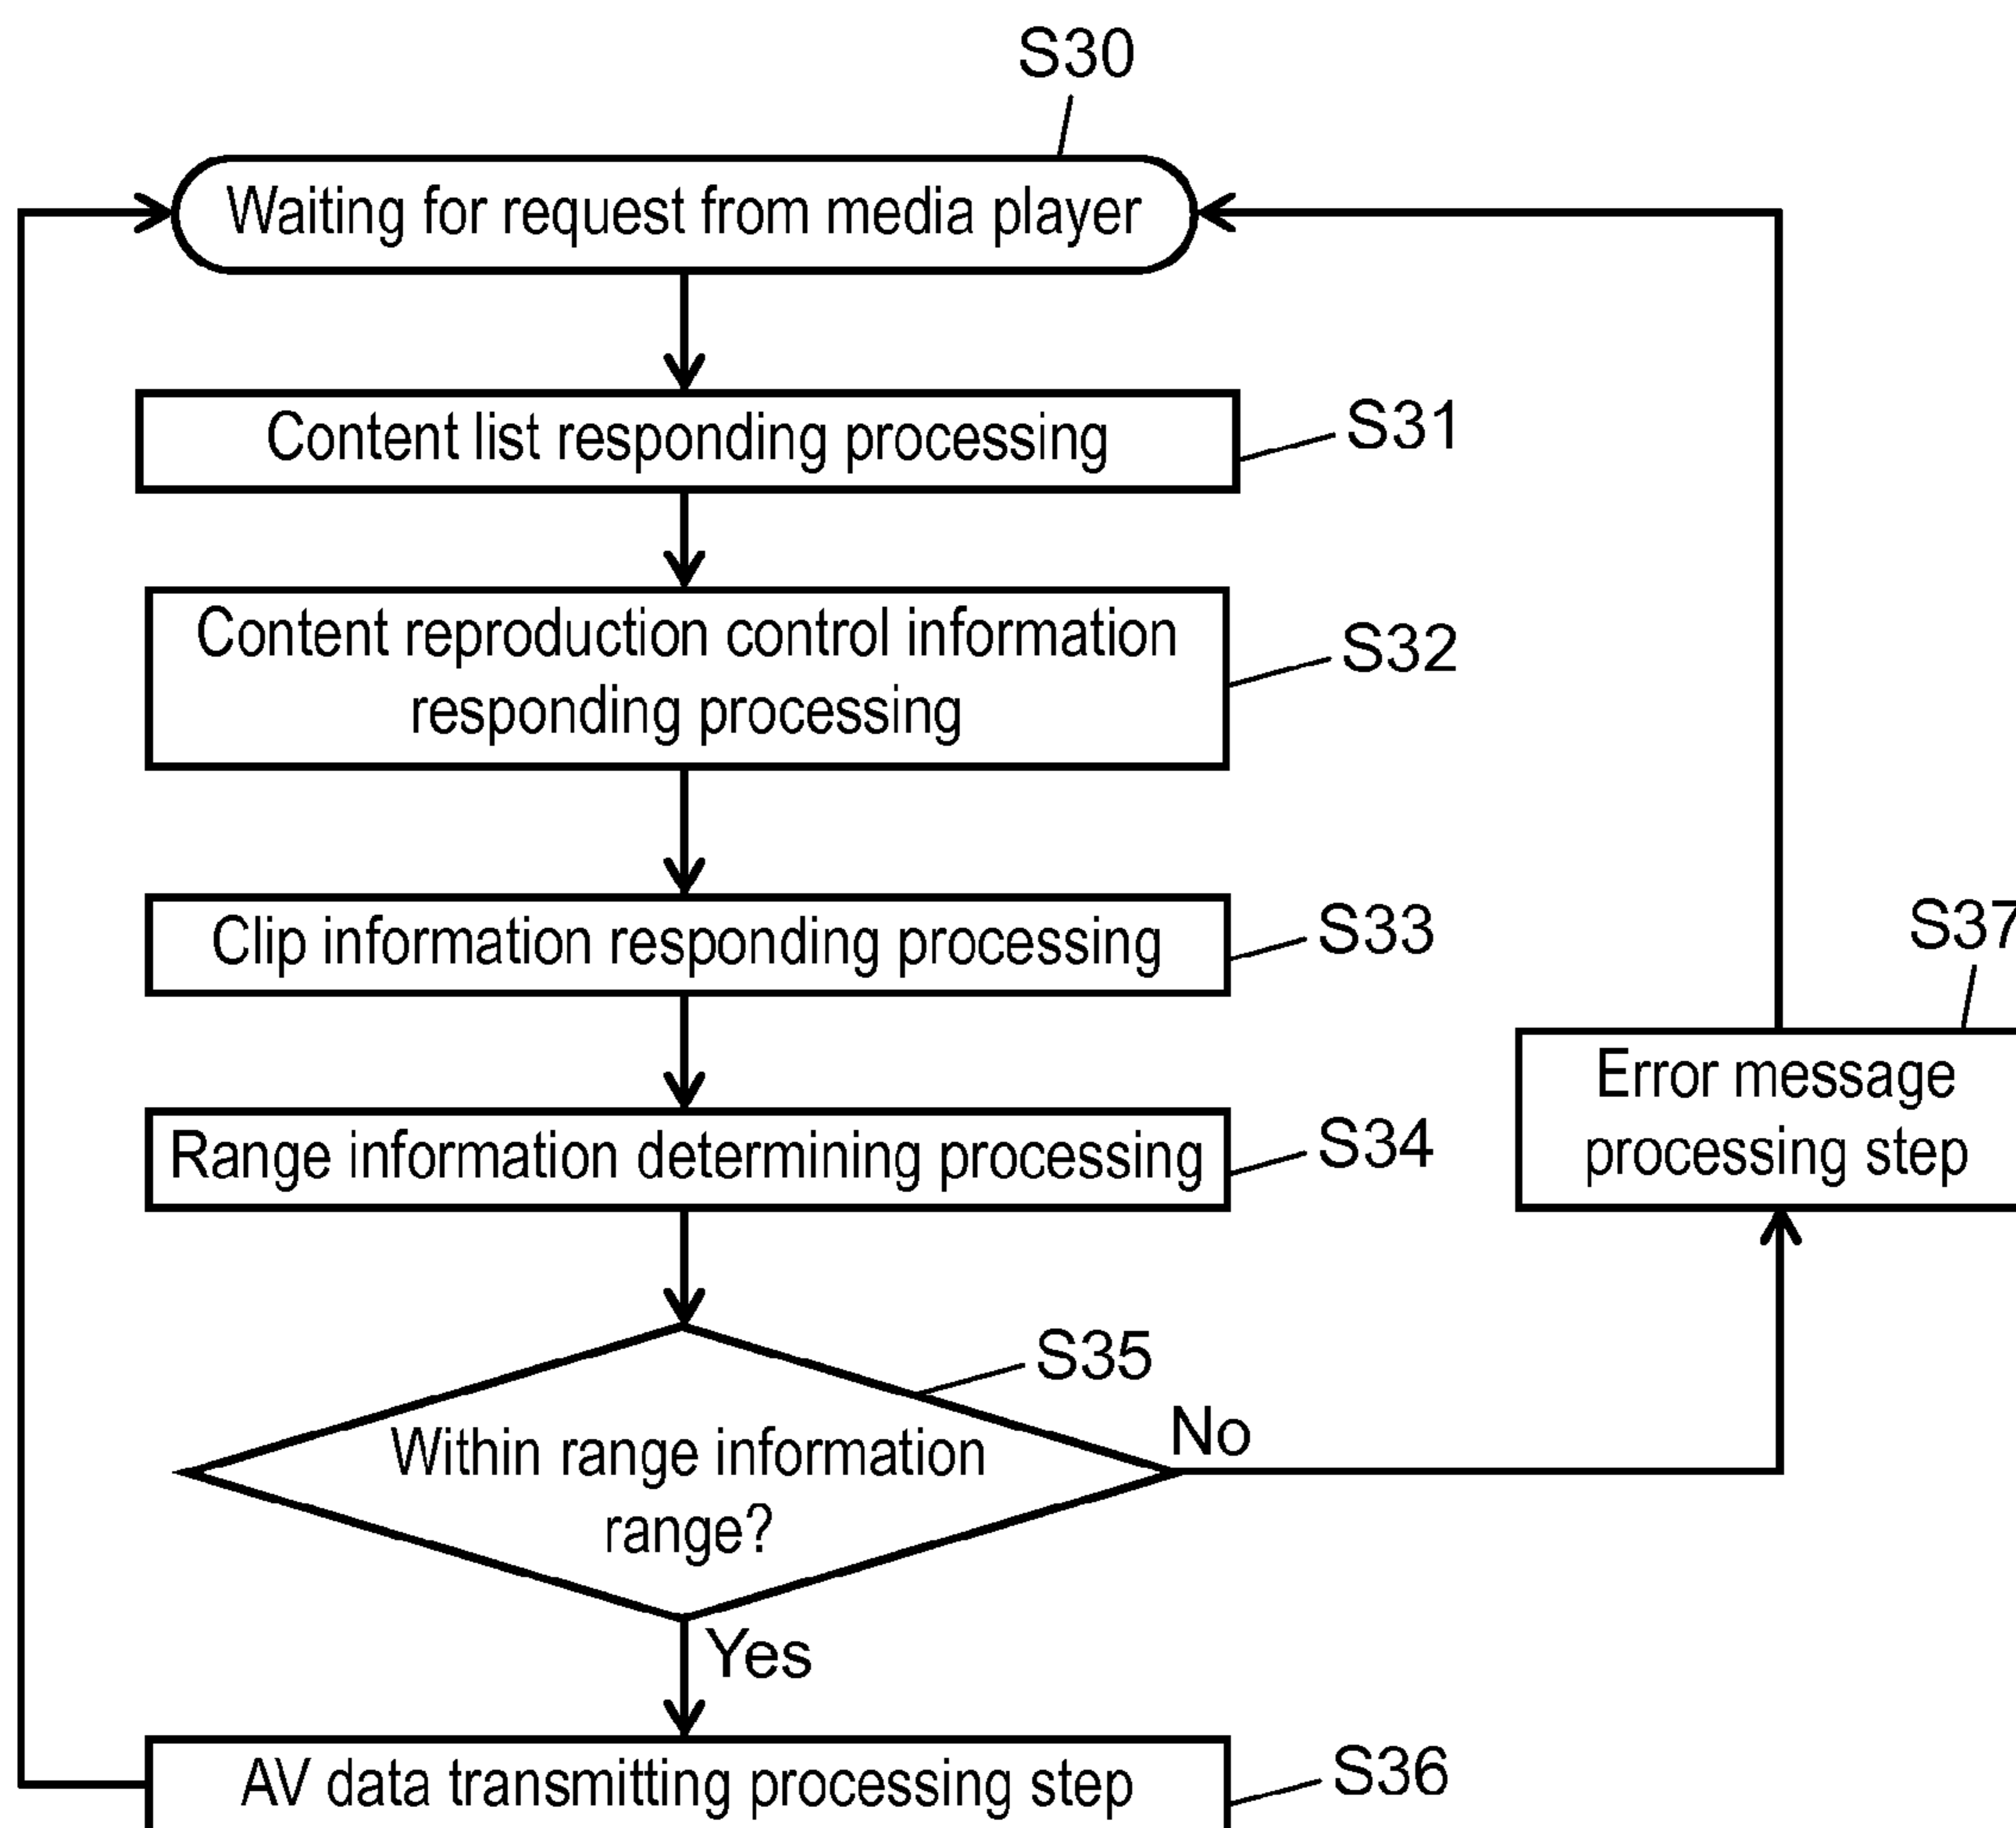 S30
Waiting for request from media player
Content list responding processing
S31
Content reproduction control information
responding processing
S32
Clip information responding processing
S33
S37
Error message
processing step
Range information determining processing
S34
S35
Within range information
range?
No
Yes
AV data transmitting processing step
S36